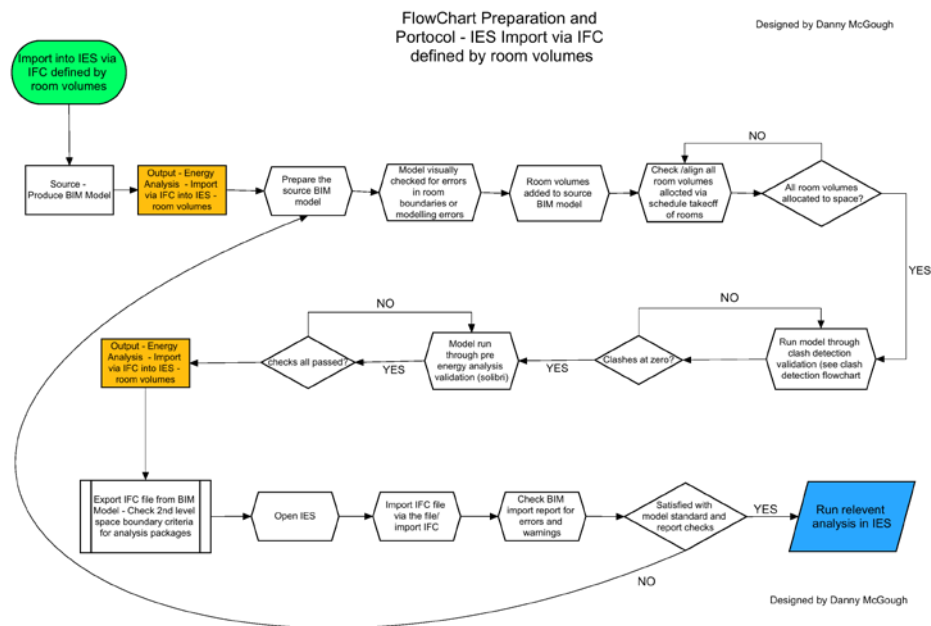 FlowChart Preparation and
Portocol - IES Import via IFC
defined by room volumes
Designed by Danny McGough
Import into IES via
IFC defined by
room volumes
Source -
Produce BIM Model
Output - Energy
Analysis - Import
via IFC into IES -
room volumes
Prepare the
source BIM
model
Model visually
checked for errors
in room
boundaries or
modelling errors
Room volumes
added to source
BIM model
Check /align all
room volumes
allocted via
schedule takeoff
of rooms
NO
All room volumes
allocated to space?
YES
Output - Energy
Analysis - Import
via IFC into IES -
room volumes
checks all passed?
NO
YES
Model run
through pre
energy analysis
validation (solibri)
YES
Clashes at zero?
NO
Run model through
clash detection
validation (see clash
detection flowchart
Export IFC file from BIM
Model - Check 2nd level
space boundary criteria
for analysis packages
Open IES
Import IFC file
via the file/
import IFC
Check BIM
import report for
errors and
warnings
Satisfied with
model standard and
report checks
YES
Run relevent
analysis in IES
NO
Designed by Danny McGough